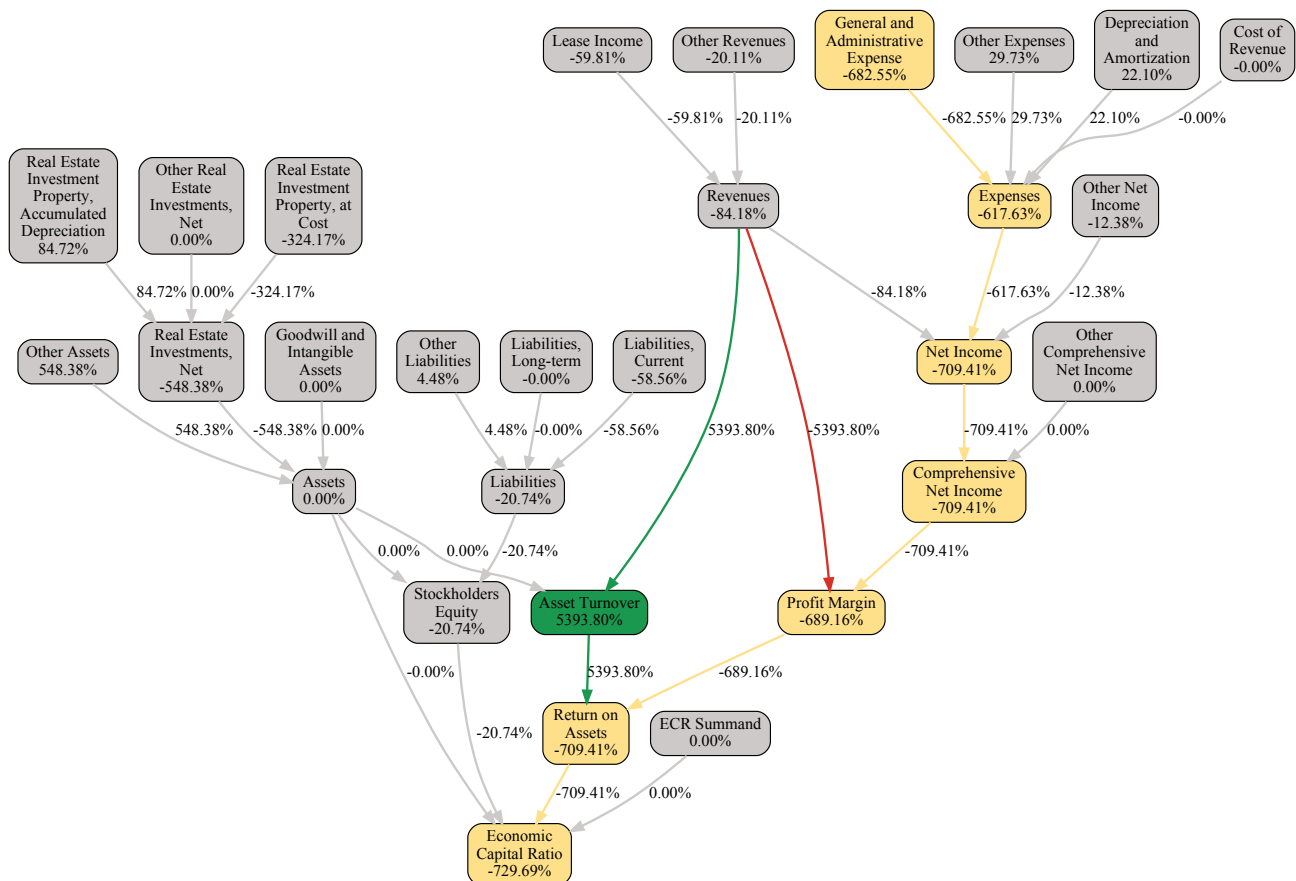 Lease Income
-59.81%
Other Revenues
-20.11%
General and
Administrative
Expense
-682.55%
Other Expenses
29.73%
Depreciation
and
Amortization
22.10%
Cost of
Revenue
-0.00%
-59.81%
-20.11%
-682.55%
29.73%
22.10%
-0.00%
Real Estate
Investment
Property,
Accumulated
Depreciation
84.72%
Other Real
Estate
Investments,
Net
0.00%
Real Estate
Investment
Property, at
Cost
-324.17%
Revenues
-84.18%
Expenses
-617.63%
Other Net
Income
-12.38%
84.72%
0.00%
-324.17%
-84.18%
-617.63%
-12.38%
Other Assets
548.38%
Real Estate
Investments,
Net
-548.38%
Goodwill and
Intangible
Assets
0.00%
Other
Liabilities
4.48%
Liabilities,
Long-term
-0.00%
Liabilities,
Current
-58.56%
Net Income
-709.41%
Other
Comprehensive
Net Income
0.00%
548.38%
-548.38%
0.00%
4.48%
-0.00%
-58.56%
5393.80%
-5393.80%
-709.41%
0.00%
Assets
0.00%
Liabilities
-20.74%
Comprehensive
Net Income
-709.41%
0.00%
0.00%
-20.74%
-709.41%
Stockholders
Equity
-20.74%
Asset Turnover
5393.80%
Profit Margin
-689.16%
-0.00%
5393.80%
-689.16%
-20.74%
Return on
Assets
-709.41%
ECR Summand
0.00%
-709.41%
0.00%
Economic
Capital Ratio
-729.69%